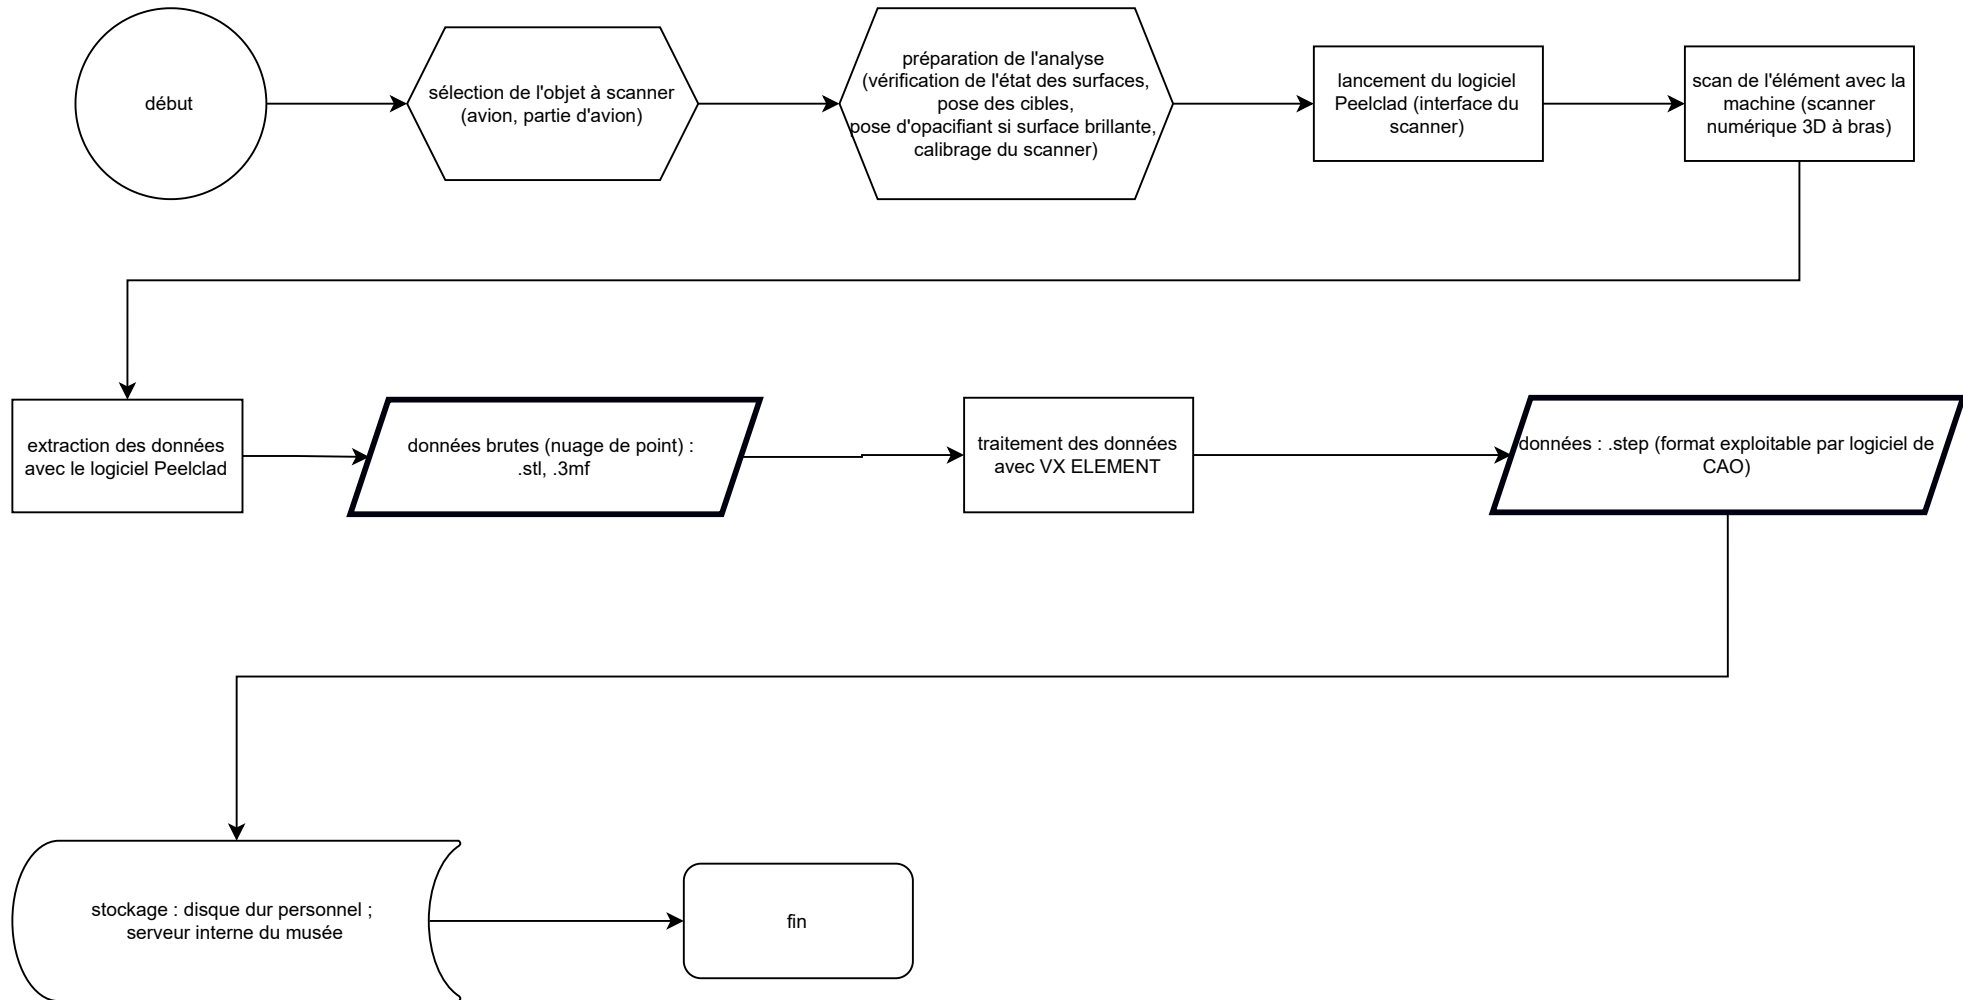 début
sélection de l'objet à scanner
(avion, partie d'avion)
préparation de l'analyse
(vérification de l'état des surfaces,
pose des cibles,
pose d'opacifiant si surface brillante,
calibrage du scanner)
lancement du logiciel
Peelclad (interface du
scanner)
scan de l'élément avec la
machine (scanner
numérique 3D à bras)
extraction des données
avec le logiciel Peelclad
données brutes (nuage de point) :
.stl, .3mf
traitement des données
avec VX ELEMENT
données : .step (format exploitable par logiciel de
CAO)
stockage : disque dur personnel ;
serveur interne du musée
fin